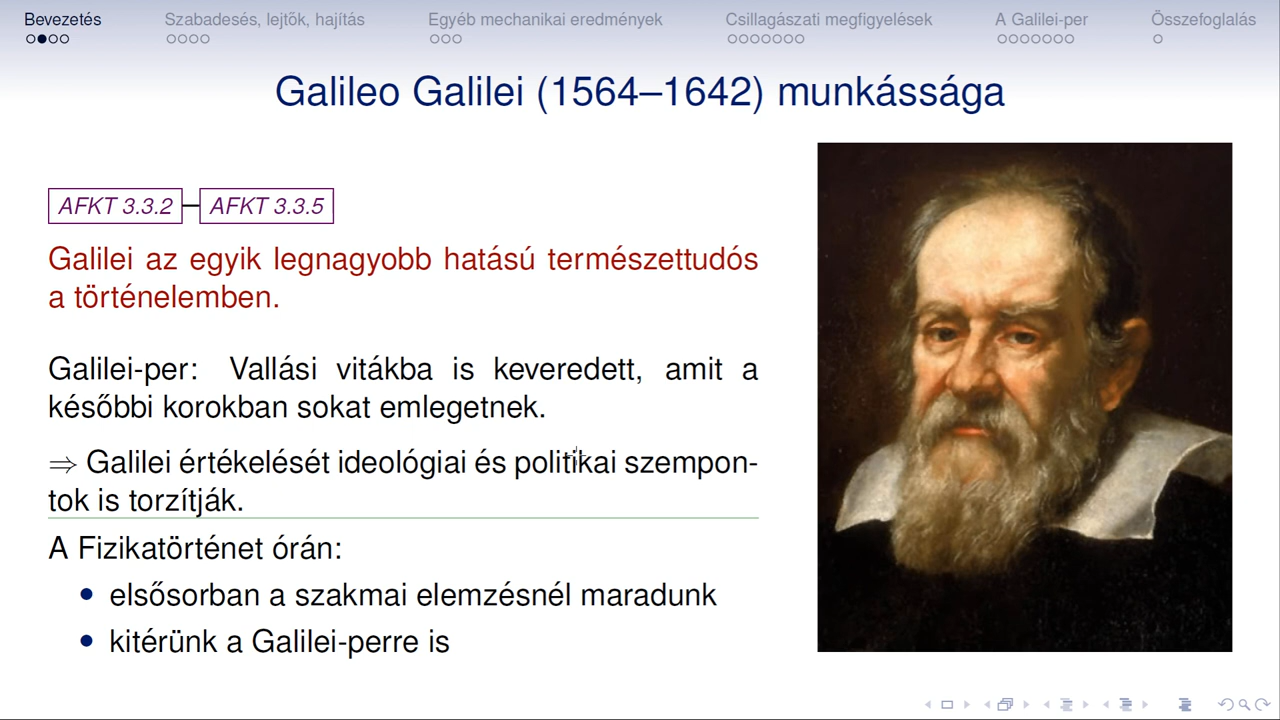 Bevezetés Szabadesés, lejtők, hajítás Egyéb mechanikai eredmények Csillagászati megfigyelések A Galilei-per Összefoglalás
Galileo Galilei (1564–1642) munkássága
AFKT 3.3.2 – AFKT 3.3.5
Galilei az egyik legnagyobb hatású természettudós
a történelemben.
Galilei-per: Vallási vitákba is keveredett, amit a
későbbi korokban sokat emlegetnek.
⇒ Galilei értékelését ideológiai és politikai szempon-
tok is torzítják.
A Fizikatörténet órán:
• elsősorban a szakmai elemzésnél maradunk
• kitérünk a Galilei-perre is